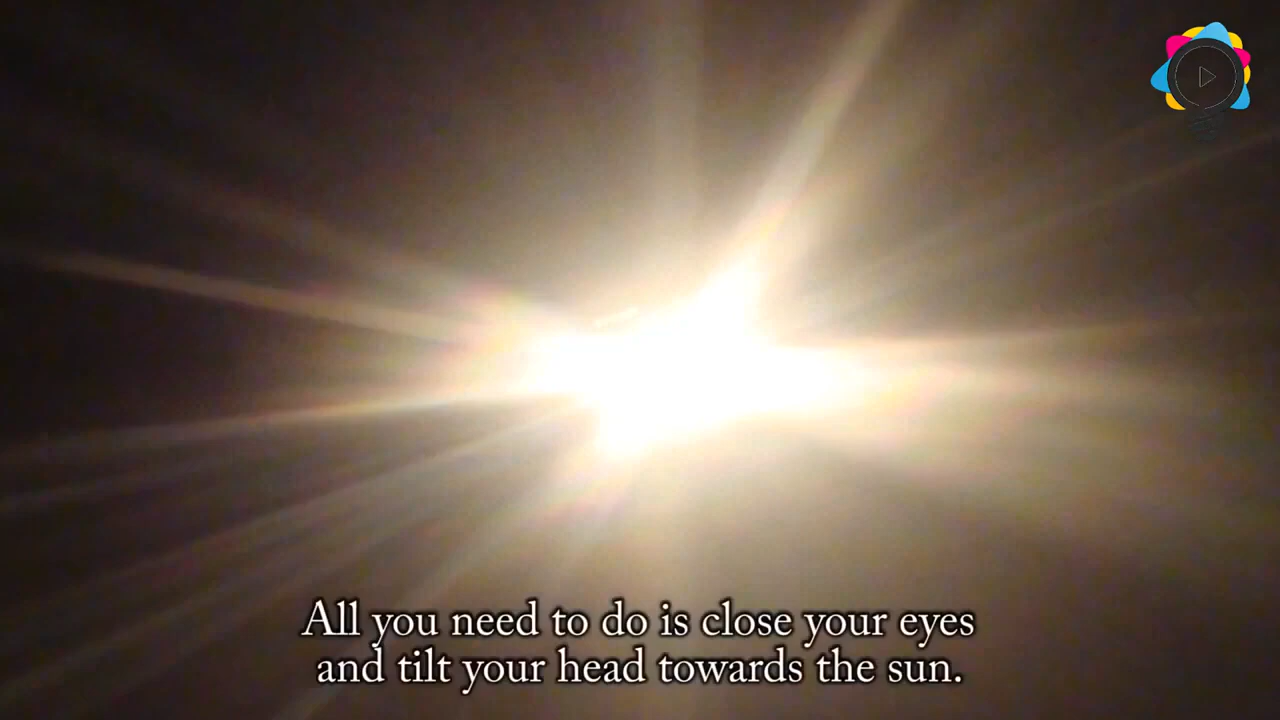 All you need to do is close your eyes
and tilt your head towards the sun.